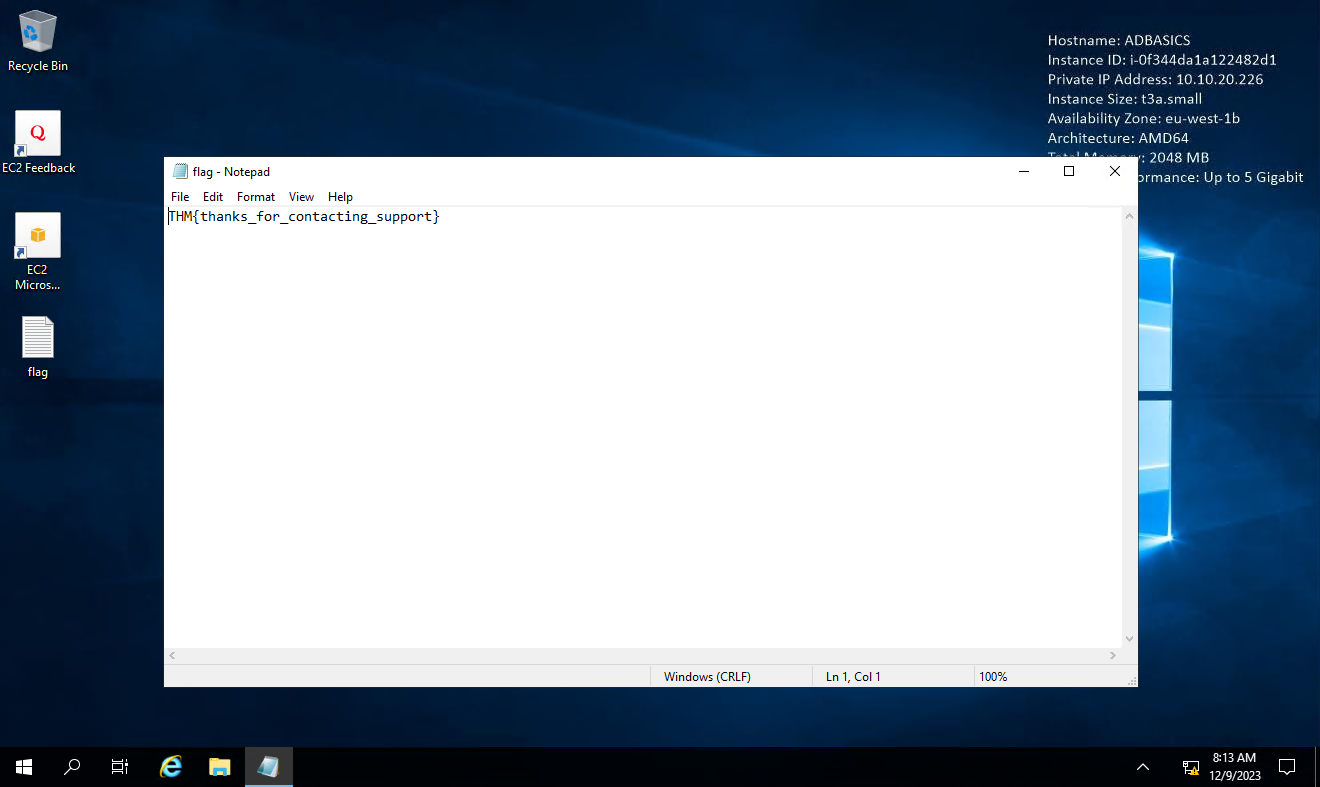 Recycle Bin
EC2 Feedback
EC2
Micros...
flag
Hostname: ADBASICS
Instance ID: i-0f344da1a122482d1
Private IP Address: 10.10.20.226
Instance Size: t3a.small
Availability Zone: eu-west-1b
Architecture: AMD64
Total Memory: 2048 MB
ormance: Up to 5 Gigabit
flag - Notepad
File Edit Format View Help
THM{thanks_for_contacting_support}
Windows (CRLF) Ln 1, Col 1 100%
8:13 AM
12/9/2023